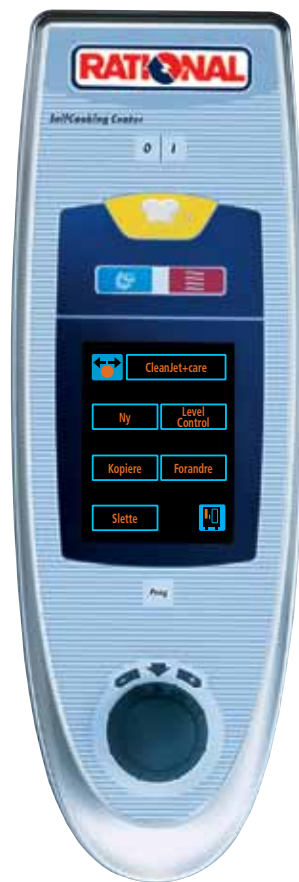 RATIONAL
SelfCooking Center
0 1
CleanJet+care
Ny
Level
Control
Kopiere
Forandre
Slette
Prog